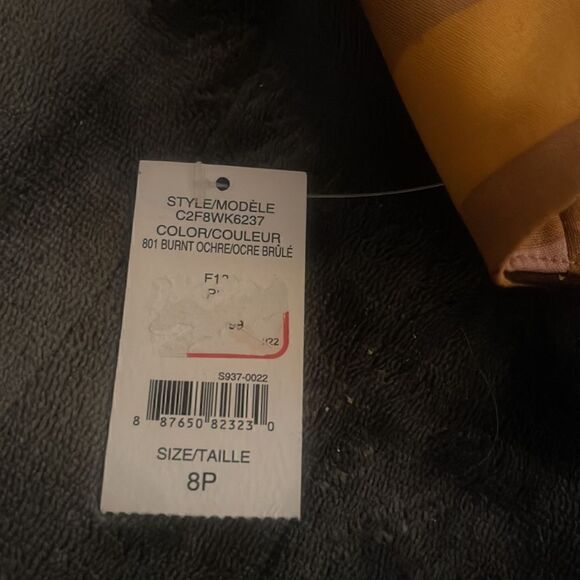 STYLE/MODÈLE
C2F8WK6237
COLOR/COULEUR
801 BURNT OCHRE/OCRE BRÛLÉ
S937-0022
8 87650 82323 0
SIZE/TAILLE
8P